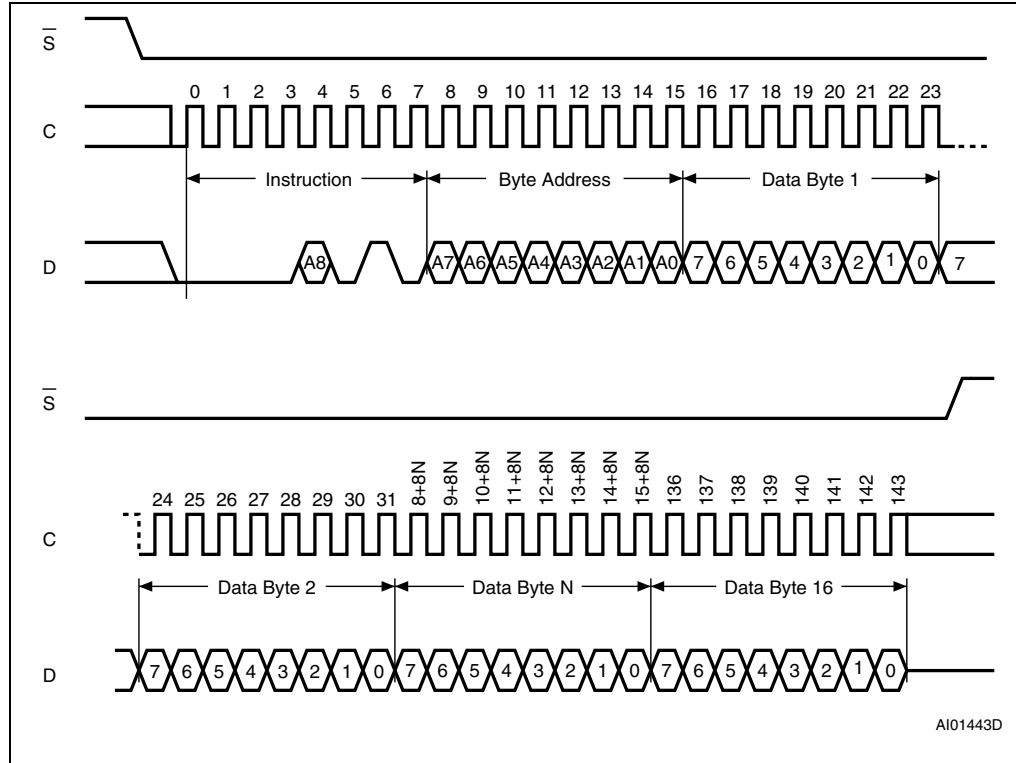 S
0 1 2 3 4 5 6 7 8 9 10 11 12 13 14 15 16 17 18 19 20 21 22 23
C
Instruction Byte Address Data Byte 1
D A8 A7 A6 A5 A4 A3 A2 A1 A0 7 6 5 4 3 2 1 0 7
S
24 25 26 27 28 29 30 31 8+8N 9+8N 10+8N 11+8N 12+8N 13+8N 14+8N 15+8N 136 137 138 139 140 141 142 143
C
Data Byte 2 Data Byte N Data Byte 16
D 7 6 5 4 3 2 1 0 7 6 5 4 3 2 1 0 7 6 5 4 3 2 1 0
AI01443D